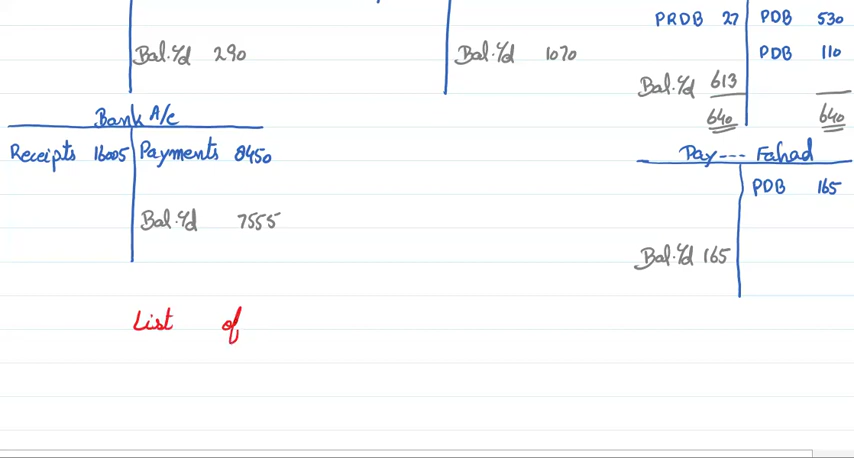 PRDB 27 PDB 530
Bal. c/d 290 Bal. c/d 1070 PDB 110
Bal. c/d 613
640 640
Bank A/c
Receipts 16005 Payments 8450 Pay--- Fahad
PDB 165
Bal. c/d 7555
Bal. c/d 165
List of